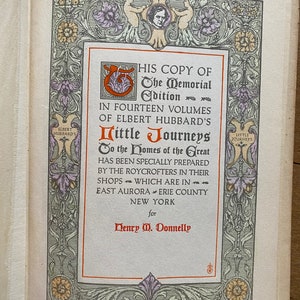 THIS COPY OF
The Memorial
Edition
IN FOURTEEN VOLUMES
OF ELBERT HUBBARD'S
Little Journeys
To the Homes of the Great
HAS BEEN SPECIALLY PREPARED
BY THE ROYCROFTERS IN THEIR
SHOPS - WHICH ARE IN
EAST AURORA - ERIE COUNTY
NEW YORK
for
Henry M. Donnelly
ELBERT
HUBBARD'S
LITTLE
JOURNEYS